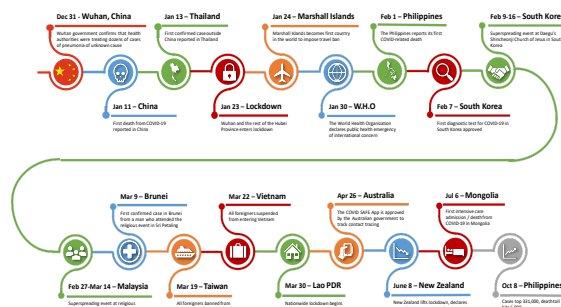 Dec 31 - Wuhan, China
Wuhan government confirms that health
authorities were treating dozens of cases
of pneumonia of unknown cause
Jan 13 – Thailand
First confirmed case outside
China reported in Thailand
Jan 24 – Marshall Islands
Marshall Islands becomes first country
in the world to impose travel ban
Feb 1 – Philippines
The Philippines reports its first
COVID-related death
Feb 9-16 – South Kore
Superspreading event at Daegu's
Shincheonji Church of Jesus in South
Korea
Jan 11 – China
First death from COVID-19
reported in China
Jan 23 – Lockdown
Wuhan and the rest of the Hubei
Province enters lockdown
Jan 30 – W.H.O
The World Health Organization
declares public health emergency
of international concern
Feb 7 – South Korea
First diagnostic test for COVID-19 in
South Korea approved
Mar 9 – Brunei
First confirmed case in Brunei
from a man who attended the
religious event in Sri Petaling
Mar 22 – Vietnam
All foreigners suspended
from entering Vietnam
Apr 26 – Australia
The COVID SAFE App is approved
by the Australian government to
track contact tracing
Jul 6 – Mongolia
First intensive care
admission / death from
COVID-19 in Mongolia
Feb 27-Mar 14 – Malaysia
Superspreading event at religious
Mar 19 – Taiwan
All foreigners banned from
Mar 30 – Lao PDR
Nationwide lockdown begins
June 8 – New Zealand
New Zealand lifts lockdown, declares
Oct 8 – Philippines
Cases top 331,000, death toll